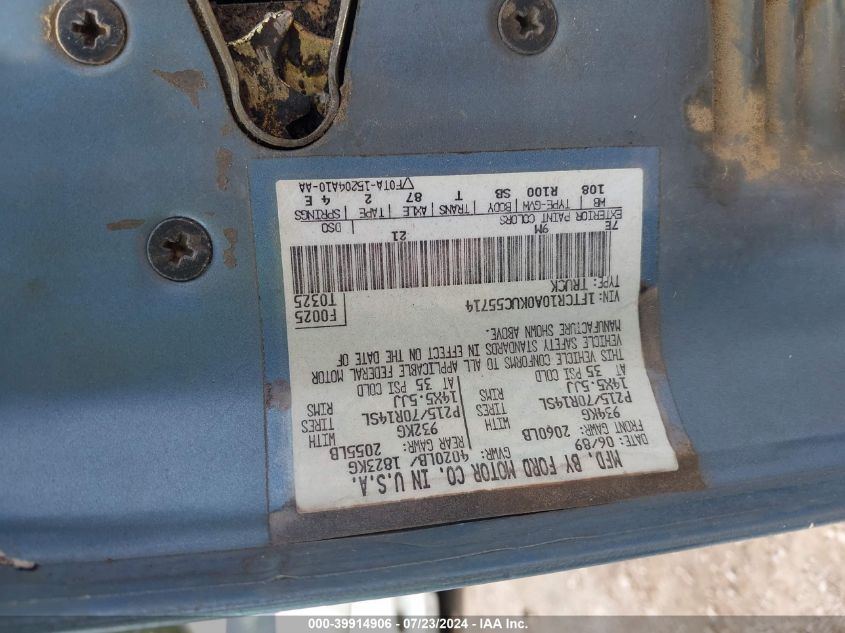 MFD. BY FORD MOTOR CO. IN U.S.A.
DATE: 06/89 GVWR: 4020LB/ 1823KG
FRONT GAWR: 2060LB REAR GAWR: 2055LB
934KG WITH 932KG WITH
P215/70R14SL TIRES P215/70R14SL TIRES
14X5.5JJ RIMS 14X5.5JJ RIMS
AT 35 PSI COLD AT 35 PSI COLD
THIS VEHICLE CONFORMS TO ALL APPLICABLE FEDERAL MOTOR
VEHICLE SAFETY STANDARDS IN EFFECT ON THE DATE OF
MANUFACTURE SHOWN ABOVE.
VIN: 1FTCR10A0KUC55714 F0025
TYPE: TRUCK T0325
7E 9M 21
EXTERIOR PAINT COLORS DSO
WB TYPE-GVW BODY TRANS AXLE TAPE SPRINGS
108 R100 SB T 87 2 4 E
F0TA-15204A10-AA
000-39914906 / 07/23/2024 / IAA Inc.